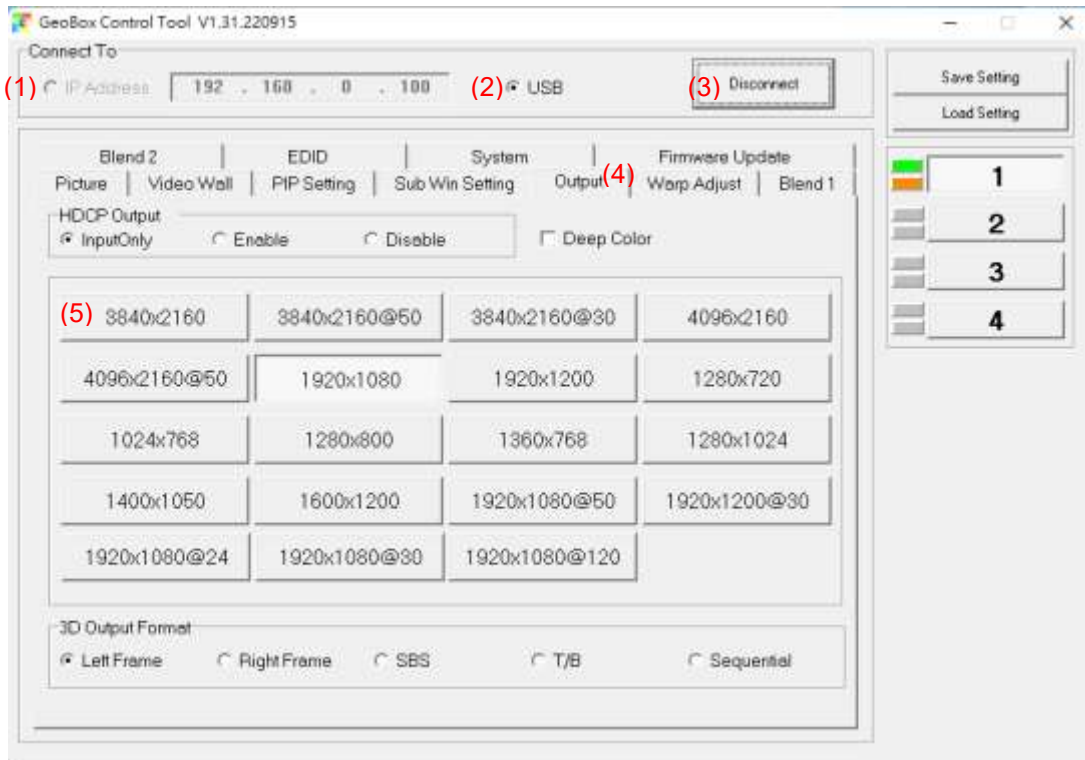 GeoBox Control Tool V1.31.220915
Connect To
(1) IP Address 192 . 168 . 0 . 100 (2) USB (3) Disconnect
Save Setting
Load Setting
Blend 2 EDID System Firmware Update
Picture Video Wall PIP Setting Sub Win Setting Output (4) Warp Adjust Blend 1
HDCP Output
InputOnly Enable Disable Deep Color
(5) 3840x2160 3840x2160@50 3840x2160@30 4096x2160
4096x2160@50 1920x1080 1920x1200 1280x720
1024x768 1280x800 1360x768 1280x1024
1400x1050 1600x1200 1920x1080@50 1920x1200@30
1920x1080@24 1920x1080@30 1920x1080@120
3D Output Format
Left Frame Right Frame SBS T/B Sequential
1
2
3
4